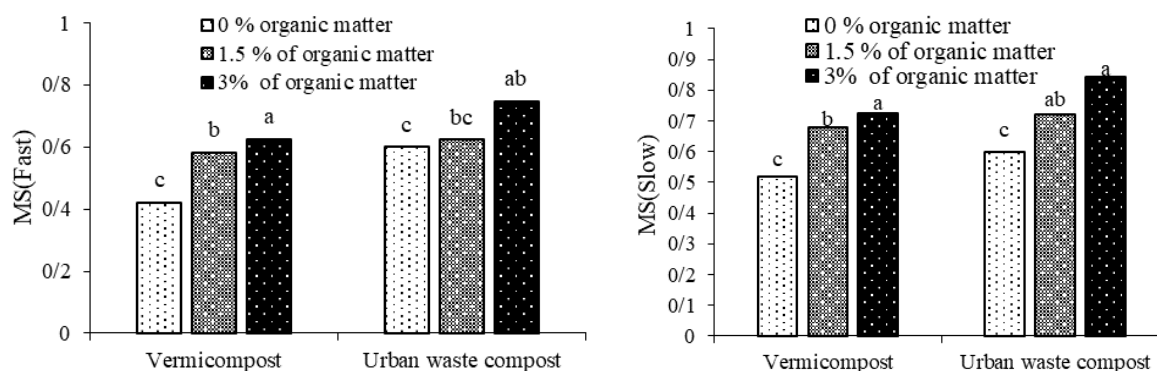 0 % organic matter
1.5 % of organic matter
3% of organic matter
MS(Fast)
1
0/8
0/6
0/4
0/2
0
c
b
a
c
bc
ab
Vermicompost
Urban waste compost
0 % organic matter
1.5 % of organic matter
3% of organic matter
MS(Slow)
1
0/9
0/8
0/7
0/6
0/5
0/4
0/3
0/2
0/1
0
c
b
a
c
ab
a
Vermicompost
Urban waste compost